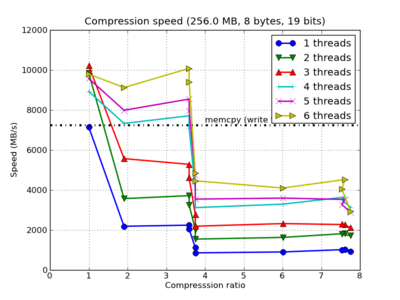 Compression speed (256.0 MB, 8 bytes, 19 bits)
12000
10000
8000
6000
4000
2000
0
Speed (MB/s)
1 threads
2 threads
3 threads
4 threads
5 threads
6 threads
memcpy (write
0 1 2 3 4 5 6 7 8
Compresssion ratio